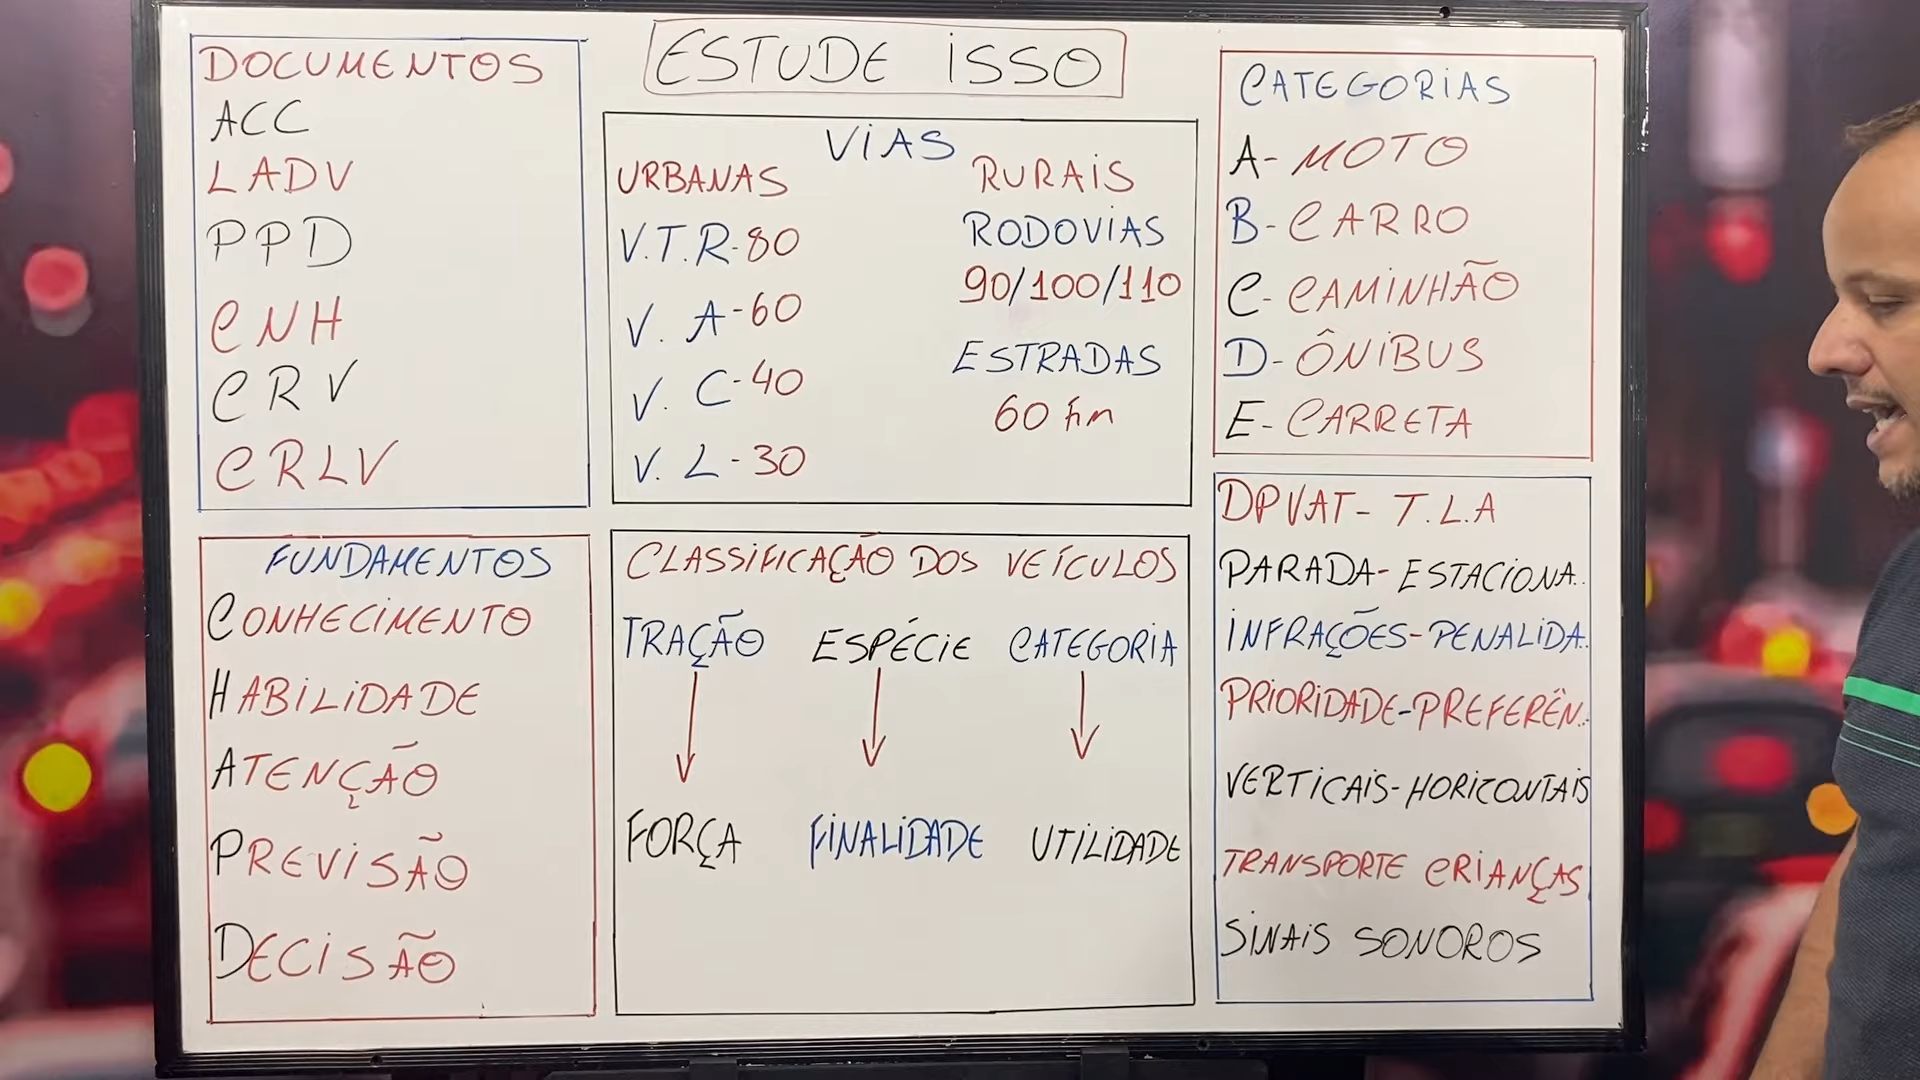 ESTUDE ISSO
DOCUMENTOS
ACC
LADV
PPD
CNH
CRV
CRLV
VIAS
URBANAS
V.T.R-80
V. A-60
V. C-40
V. L-30
RURAIS
RODOVIAS
90/100/110
ESTRADAS
60 km
CATEGORIAS
A- MOTO
B- CARRO
C- CAMINHÃO
D- ÔNIBUS
E- CARRETA
FUNDAMENTOS
CONHECIMENTO
HABILIDADE
ATENÇÃO
PREVISÃO
DECISÃO
CLASSIFICAÇÃO DOS VEÍCULOS
TRAÇÃO ESPÉCIE CATEGORIA
FORÇA FINALIDADE UTILIDADE
DPVAT- T.L.A
PARADA- ESTACIONA..
INFRAÇÕES-PENALIDA..
PRIORIDADE-PREFERÊN...
VERTICAIS-HORIZONTAIS
TRANSPORTE CRIANÇAS
SINAIS SONOROS